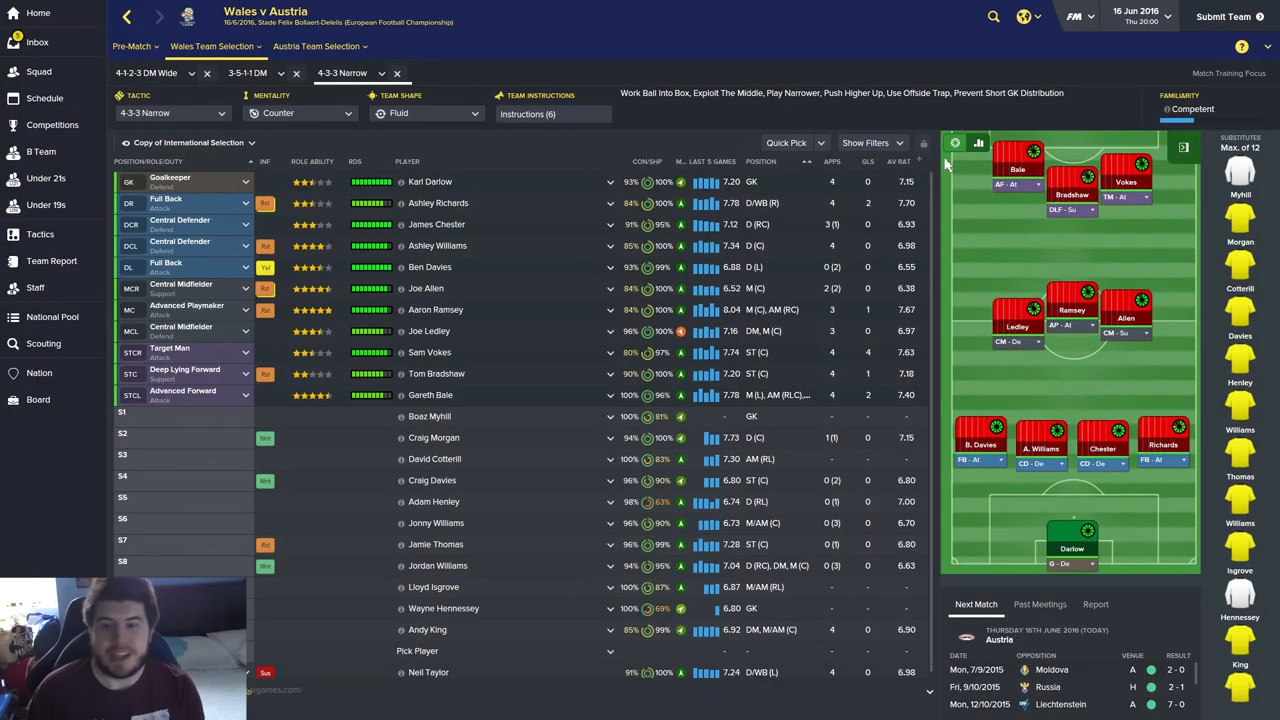 Home
Inbox
5
Squad
Schedule
Competitions
B Team
Under 21s
Under 19s
Tactics
Team Report
Staff
National Pool
Scouting
Nation
Board
Wales v Austria
16/6/2016, Stade Félix Bollaert-Delelis (European Football Championship)
FM
16 Jun 2016
Thu 20:00
Submit Team
Pre-Match
Wales Team Selection
Austria Team Selection
?
4-1-2-3 DM Wide
3-5-1-1 DM
4-3-3 Narrow
Match Training Focus
TACTIC
4-3-3 Narrow
MENTALITY
Counter
TEAM SHAPE
Fluid
TEAM INSTRUCTIONS
Instructions (6)
Work Ball Into Box, Exploit The Middle, Play Narrower, Push Higher Up, Use Offside Trap, Prevent Short GK Distribution
FAMILIARITY
Competent
Copy of International Selection
Quick Pick
Show Filters
POSITION/ROLE/DUTY INF ROLE ABILITY RDS PLAYER CON/SHP M... LAST 5 GAMES POSITION APPS GLS AV RAT
GK Goalkeeper Defend Karl Darlow 93% 100% 7.20 GK 4 0 7.15
DR Full Back Attack Rst Ashley Richards 84% 100% 7.78 D/WB (R) 4 2 7.70
DCR Central Defender Defend James Chester 91% 95% 7.12 D (RC) 3 (1) 0 6.93
DCL Central Defender Defend Rst Ashley Williams 85% 100% 7.34 D (C) 4 0 6.98
DL Full Back Attack Yel Ben Davies 93% 99% 6.88 D (L) 0 (2) 0 6.55
MCR Central Midfielder Support Rst Joe Allen 84% 100% 6.52 M (C) 2 (2) 0 6.38
MC Advanced Playmaker Attack Rst Aaron Ramsey 84% 100% 8.04 M (C), AM (RC) 3 1 7.67
MCL Central Midfielder Defend Joe Ledley 96% 100% 7.16 DM, M (C) 3 0 6.97
STCR Target Man Attack Sam Vokes 80% 97% 7.74 ST (C) 4 4 7.63
STC Deep Lying Forward Support Rst Tom Bradshaw 90% 100% 7.20 ST (C) 4 1 7.18
STCL Advanced Forward Attack Gareth Bale 100% 96% 7.78 M (L), AM (RLC),... 4 2 7.40
S1 Boaz Myhill 100% 81% - GK - - -
S2 Wnt Craig Morgan 94% 100% 7.73 D (C) 1 (1) 0 7.15
S3 David Cotterill 100% 83% 7.30 AM (RL) - - -
S4 Wnt Craig Davies 96% 90% 6.80 ST (C) 0 (2) 0 6.80
S5 Adam Henley 98% 63% 6.74 D (RL) 0 (1) 0 7.00
S6 Jonny Williams 96% 90% 6.73 M/AM (C) 0 (3) 0 6.70
S7 Rst Jamie Thomas 96% 99% 7.28 ST (C) 0 (1) 0 6.80
S8 Wnt Jordan Williams 94% 95% 7.04 D (RC), DM, M (C) 0 (3) 0 6.63
Lloyd Isgrove 100% 87% 6.87 M/AM (RL) - - -
Wayne Hennessey 100% 69% 6.80 GK - - -
Andy King 85% 99% 6.92 DM, M/AM (C) 4 0 6.90
Pick Player - - -
Sus Neil Taylor 91% 100% 7.24 D/WB (L) 4 0 6.98
Bale
AF - At
Bradshaw
DLF - Su
Vokes
TM - At
Ledley
CM - De
Ramsey
AP - At
Allen
CM - Su
B. Davies
FB - At
A. Williams
CD - De
Chester
CD - De
Richards
FB - At
Darlow
G - De
SUBSTITUTES
Max. of 12
Myhill
Morgan
Cotterill
Davies
Henley
Williams
Thomas
Williams
Isgrove
Hennessey
King
Next Match
Past Meetings
Report
THURSDAY 16TH JUNE 2016 (TODAY)
Austria
DATE OPPOSITION VENUE RESULT
Mon, 7/9/2015 Moldova A 2 - 0
Fri, 9/10/2015 Russia H 2 - 1
Mon, 12/10/2015 Liechtenstein A 7 - 0